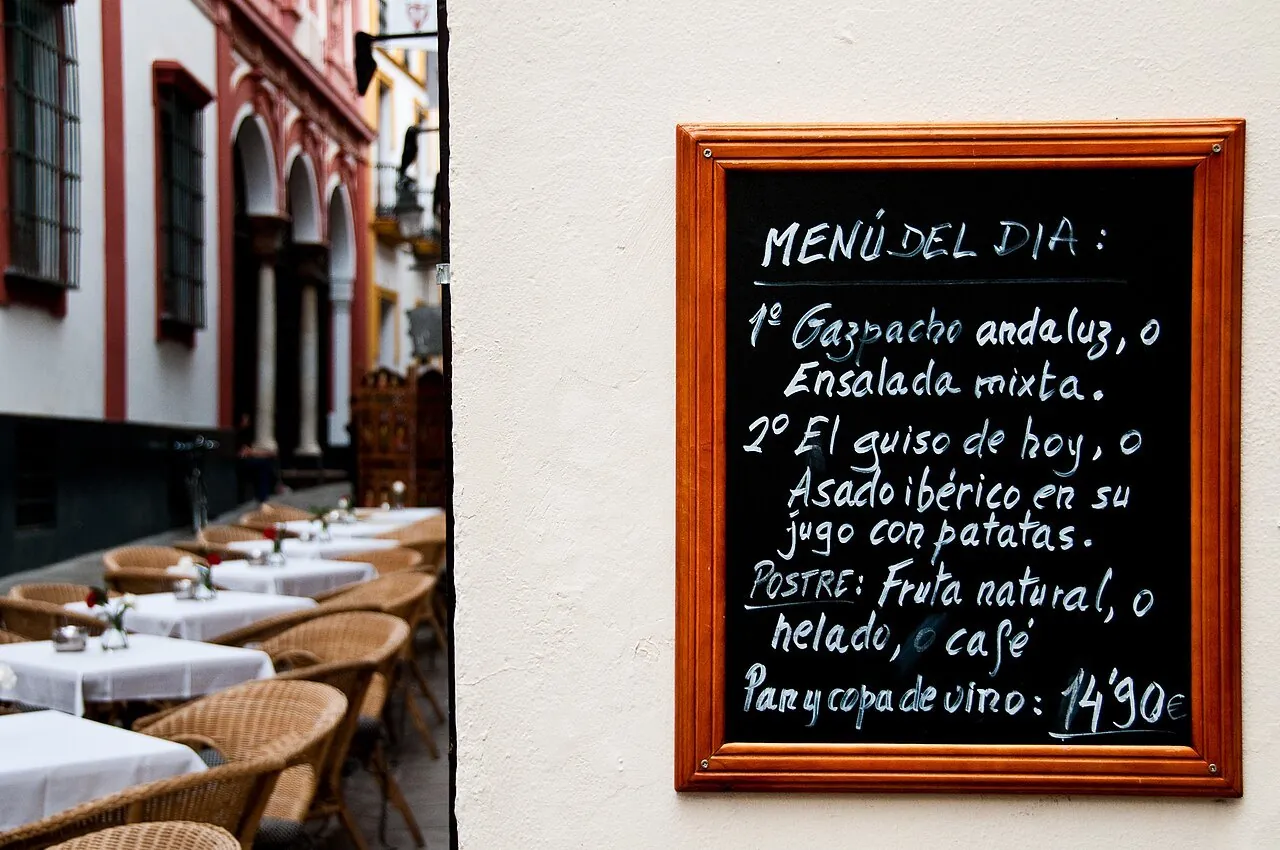 MENÚ DEL DIA:
1º Gazpacho andaluz, o
Ensalada mixta.
2º El guiso de hoy, o
Asado ibérico en su
jugo con patatas.
POSTRE: Fruta natural, o
helado, o café
Pan y copa de vino: 14'90€